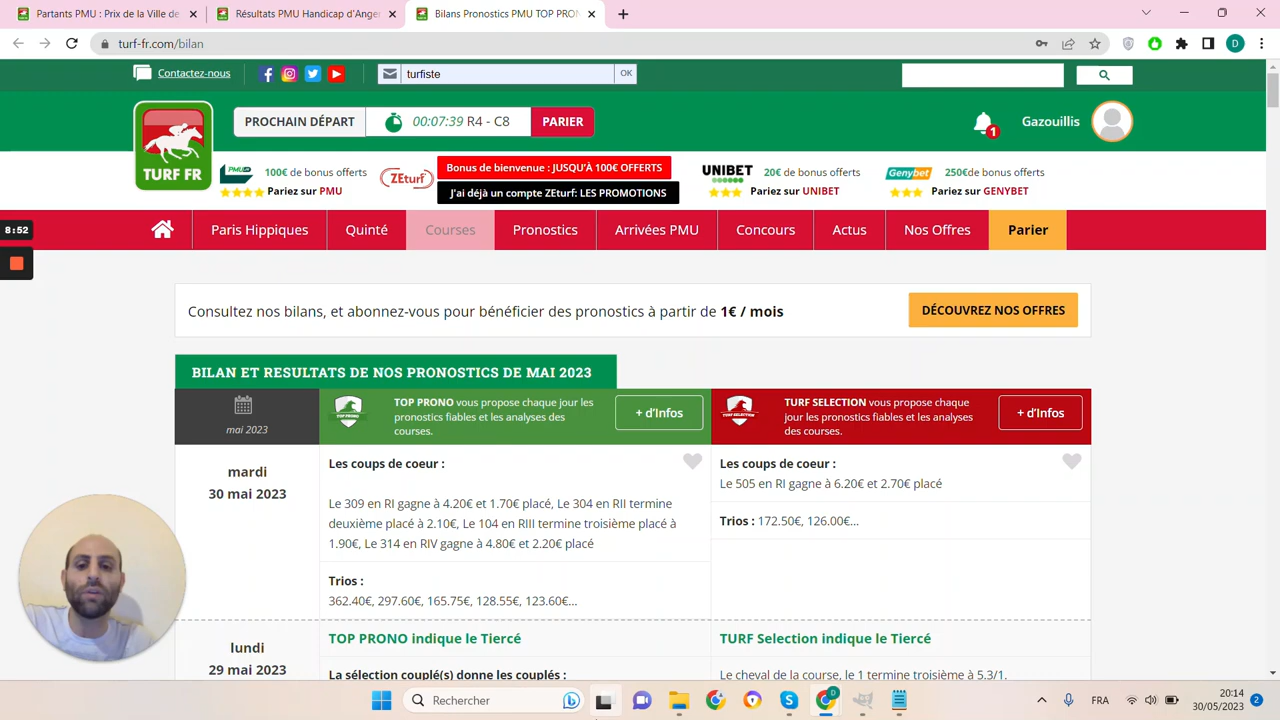 Partants PMU : Prix de la Ville de
Résultats PMU Handicap d'Anger
Bilans Pronostics PMU TOP PRON
turf-fr.com/bilan
Contactez-nous
turfiste
OK
TURF FR
PROCHAIN DÉPART
00:07:39 R4 - C8
PARIER
1
Gazouillis
PMU
100€ de bonus offerts
Pariez sur PMU
ZEturf
Bonus de bienvenue : JUSQU'À 100€ OFFERTS
J'ai déjà un compte ZEturf: LES PROMOTIONS
UNIBET
20€ de bonus offerts
Pariez sur UNIBET
Genybet
250€de bonus offerts
Pariez sur GENYBET
8:52
Paris Hippiques
Quinté
Courses
Pronostics
Arrivées PMU
Concours
Actus
Nos Offres
Parier
Consultez nos bilans, et abonnez-vous pour bénéficier des pronostics à partir de 1€ / mois
DÉCOUVREZ NOS OFFRES
BILAN ET RESULTATS DE NOS PRONOSTICS DE MAI 2023
mai 2023
TOP PRONO
TOP PRONO vous propose chaque jour les
pronostics fiables et les analyses des
courses.
+ d'Infos
TURF SELECTION
TURF SELECTION vous propose chaque
jour les pronostics fiables et les analyses
des courses.
+ d'Infos
mardi
30 mai 2023
Les coups de coeur :
Le 309 en RI gagne à 4.20€ et 1.70€ placé, Le 304 en RII termine
deuxième placé à 2.10€, Le 104 en RIII termine troisième placé à
1.90€, Le 314 en RIV gagne à 4.80€ et 2.20€ placé
Trios :
362.40€, 297.60€, 165.75€, 128.55€, 123.60€...
Les coups de coeur :
Le 505 en RI gagne à 6.20€ et 2.70€ placé
Trios : 172.50€, 126.00€...
lundi
29 mai 2023
TOP PRONO indique le Tiercé
La sélection couplé(s) donne les couplés :
TURF Selection indique le Tiercé
Le cheval de la course, le 1 termine troisième à 5.3/1.
Rechercher
FRA
20:14
30/05/2023
2
D
D